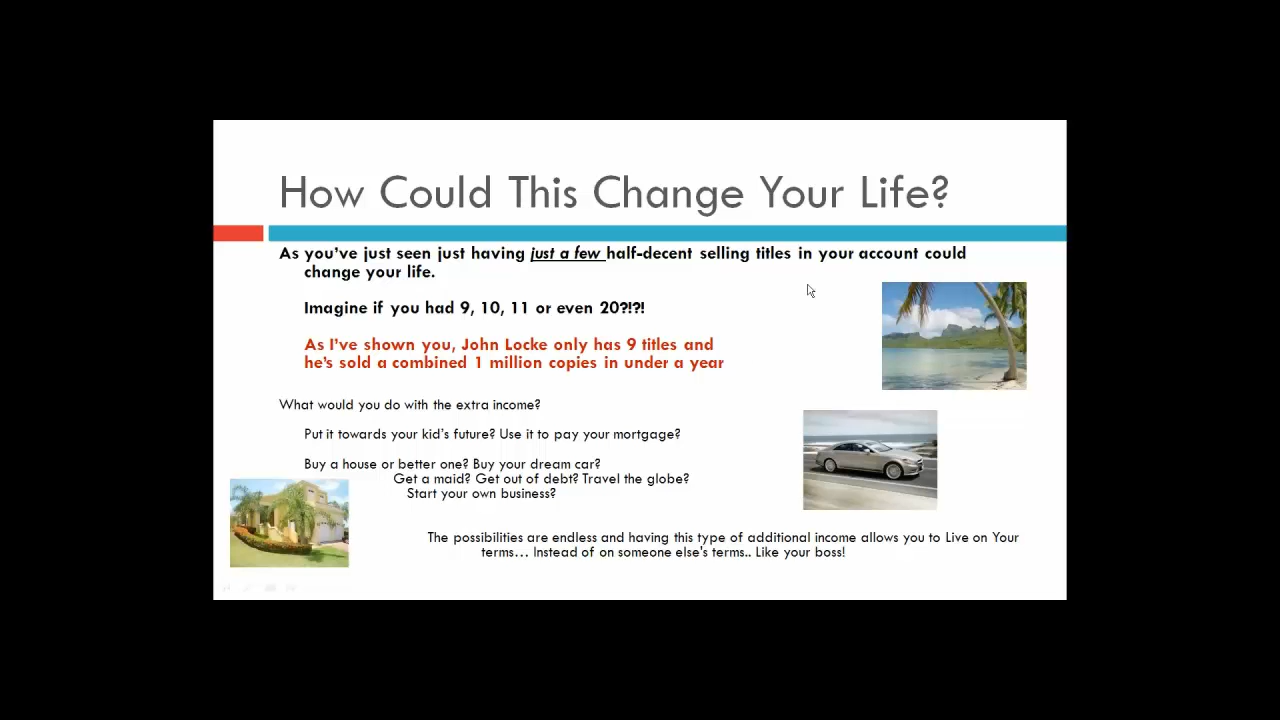 How Could This Change Your Life?
As you've just seen just having just a few half-decent selling titles in your account could
change your life.
Imagine if you had 9, 10, 11 or even 20?!?!
As I've shown you, John Locke only has 9 titles and
he's sold a combined 1 million copies in under a year
What would you do with the extra income?
Put it towards your kid's future? Use it to pay your mortgage?
Buy a house or better one? Buy your dream car?
Get a maid? Get out of debt? Travel the globe?
Start your own business?
The possibilities are endless and having this type of additional income allows you to Live on Your
terms... Instead of on someone else's terms.. Like your boss!